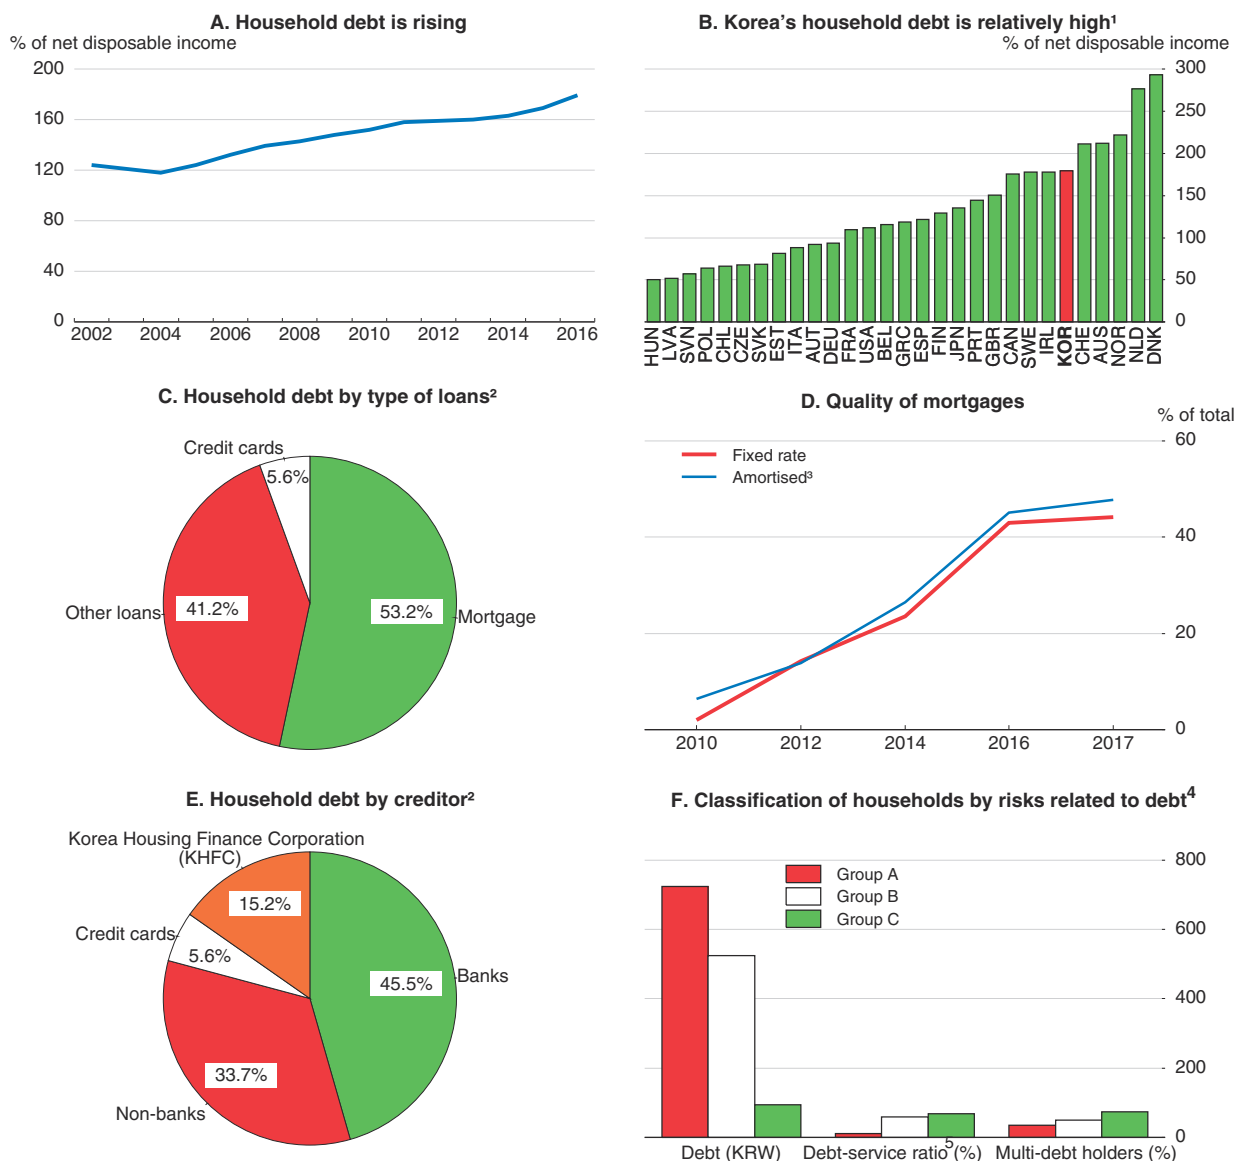 A. Household debt is rising
% of net disposable income
200
160
120
80
40
0
2002 2004 2006 2008 2010 2012 2014 2016
B. Korea's household debt is relatively high¹
% of net disposable income
300
250
200
150
100
50
0
HUN LVA SVN POL CHL CZE SVK EST ITA AUT DEU FRA USA BEL GRC ESP FIN JPN PRT GBR CAN SWE IRL KOR CHE AUS NOR NLD DNK
C. Household debt by type of loans²
Credit cards
5.6%
Other loans
41.2%
53.2%
Mortgage
D. Quality of mortgages
% of total
60
40
20
0
Fixed rate
Amortised³
2010 2012 2014 2016 2017
E. Household debt by creditor²
Korea Housing Finance Corporation
(KHFC)
15.2%
Credit cards
5.6%
45.5%
Banks
33.7%
Non-banks
F. Classification of households by risks related to debt⁴
800
600
400
200
0
Group A
Group B
Group C
Debt (KRW) Debt-service ratio⁵(%) Multi-debt holders (%)